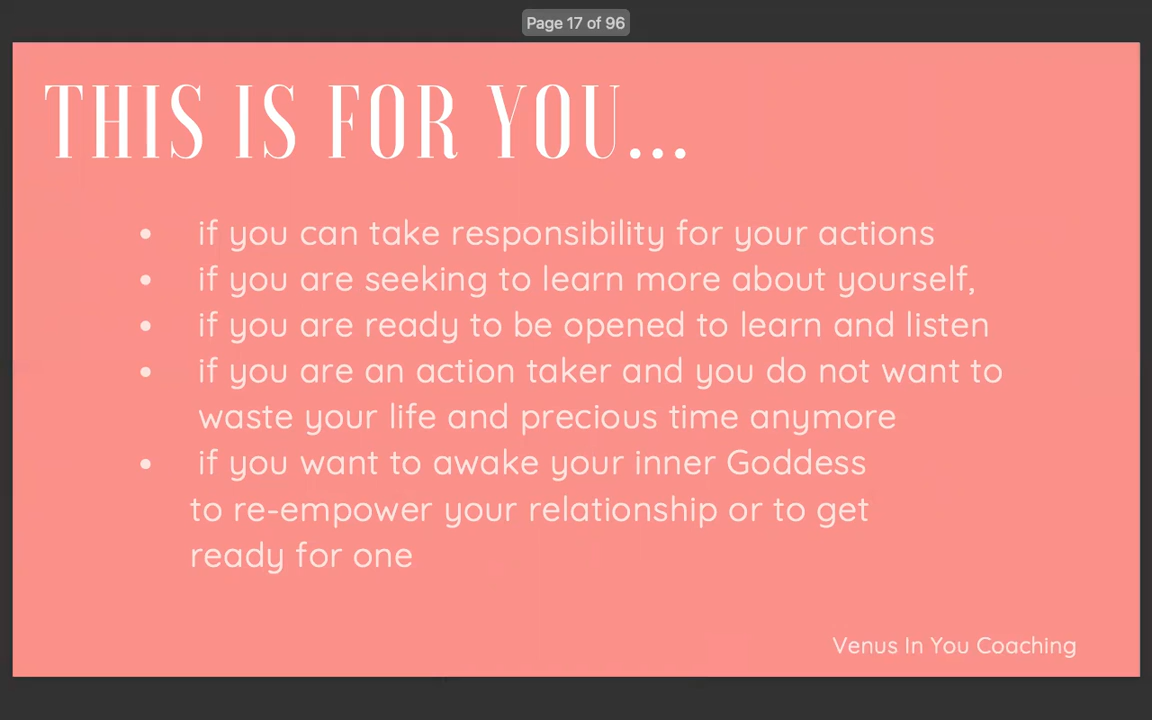 Page 17 of 96
THIS IS FOR YOU...
• if you can take responsibility for your actions
• if you are seeking to learn more about yourself,
• if you are ready to be opened to learn and listen
• if you are an action taker and you do not want to
waste your life and precious time anymore
• if you want to awake your inner Goddess
to re-empower your relationship or to get
ready for one
Venus In You Coaching